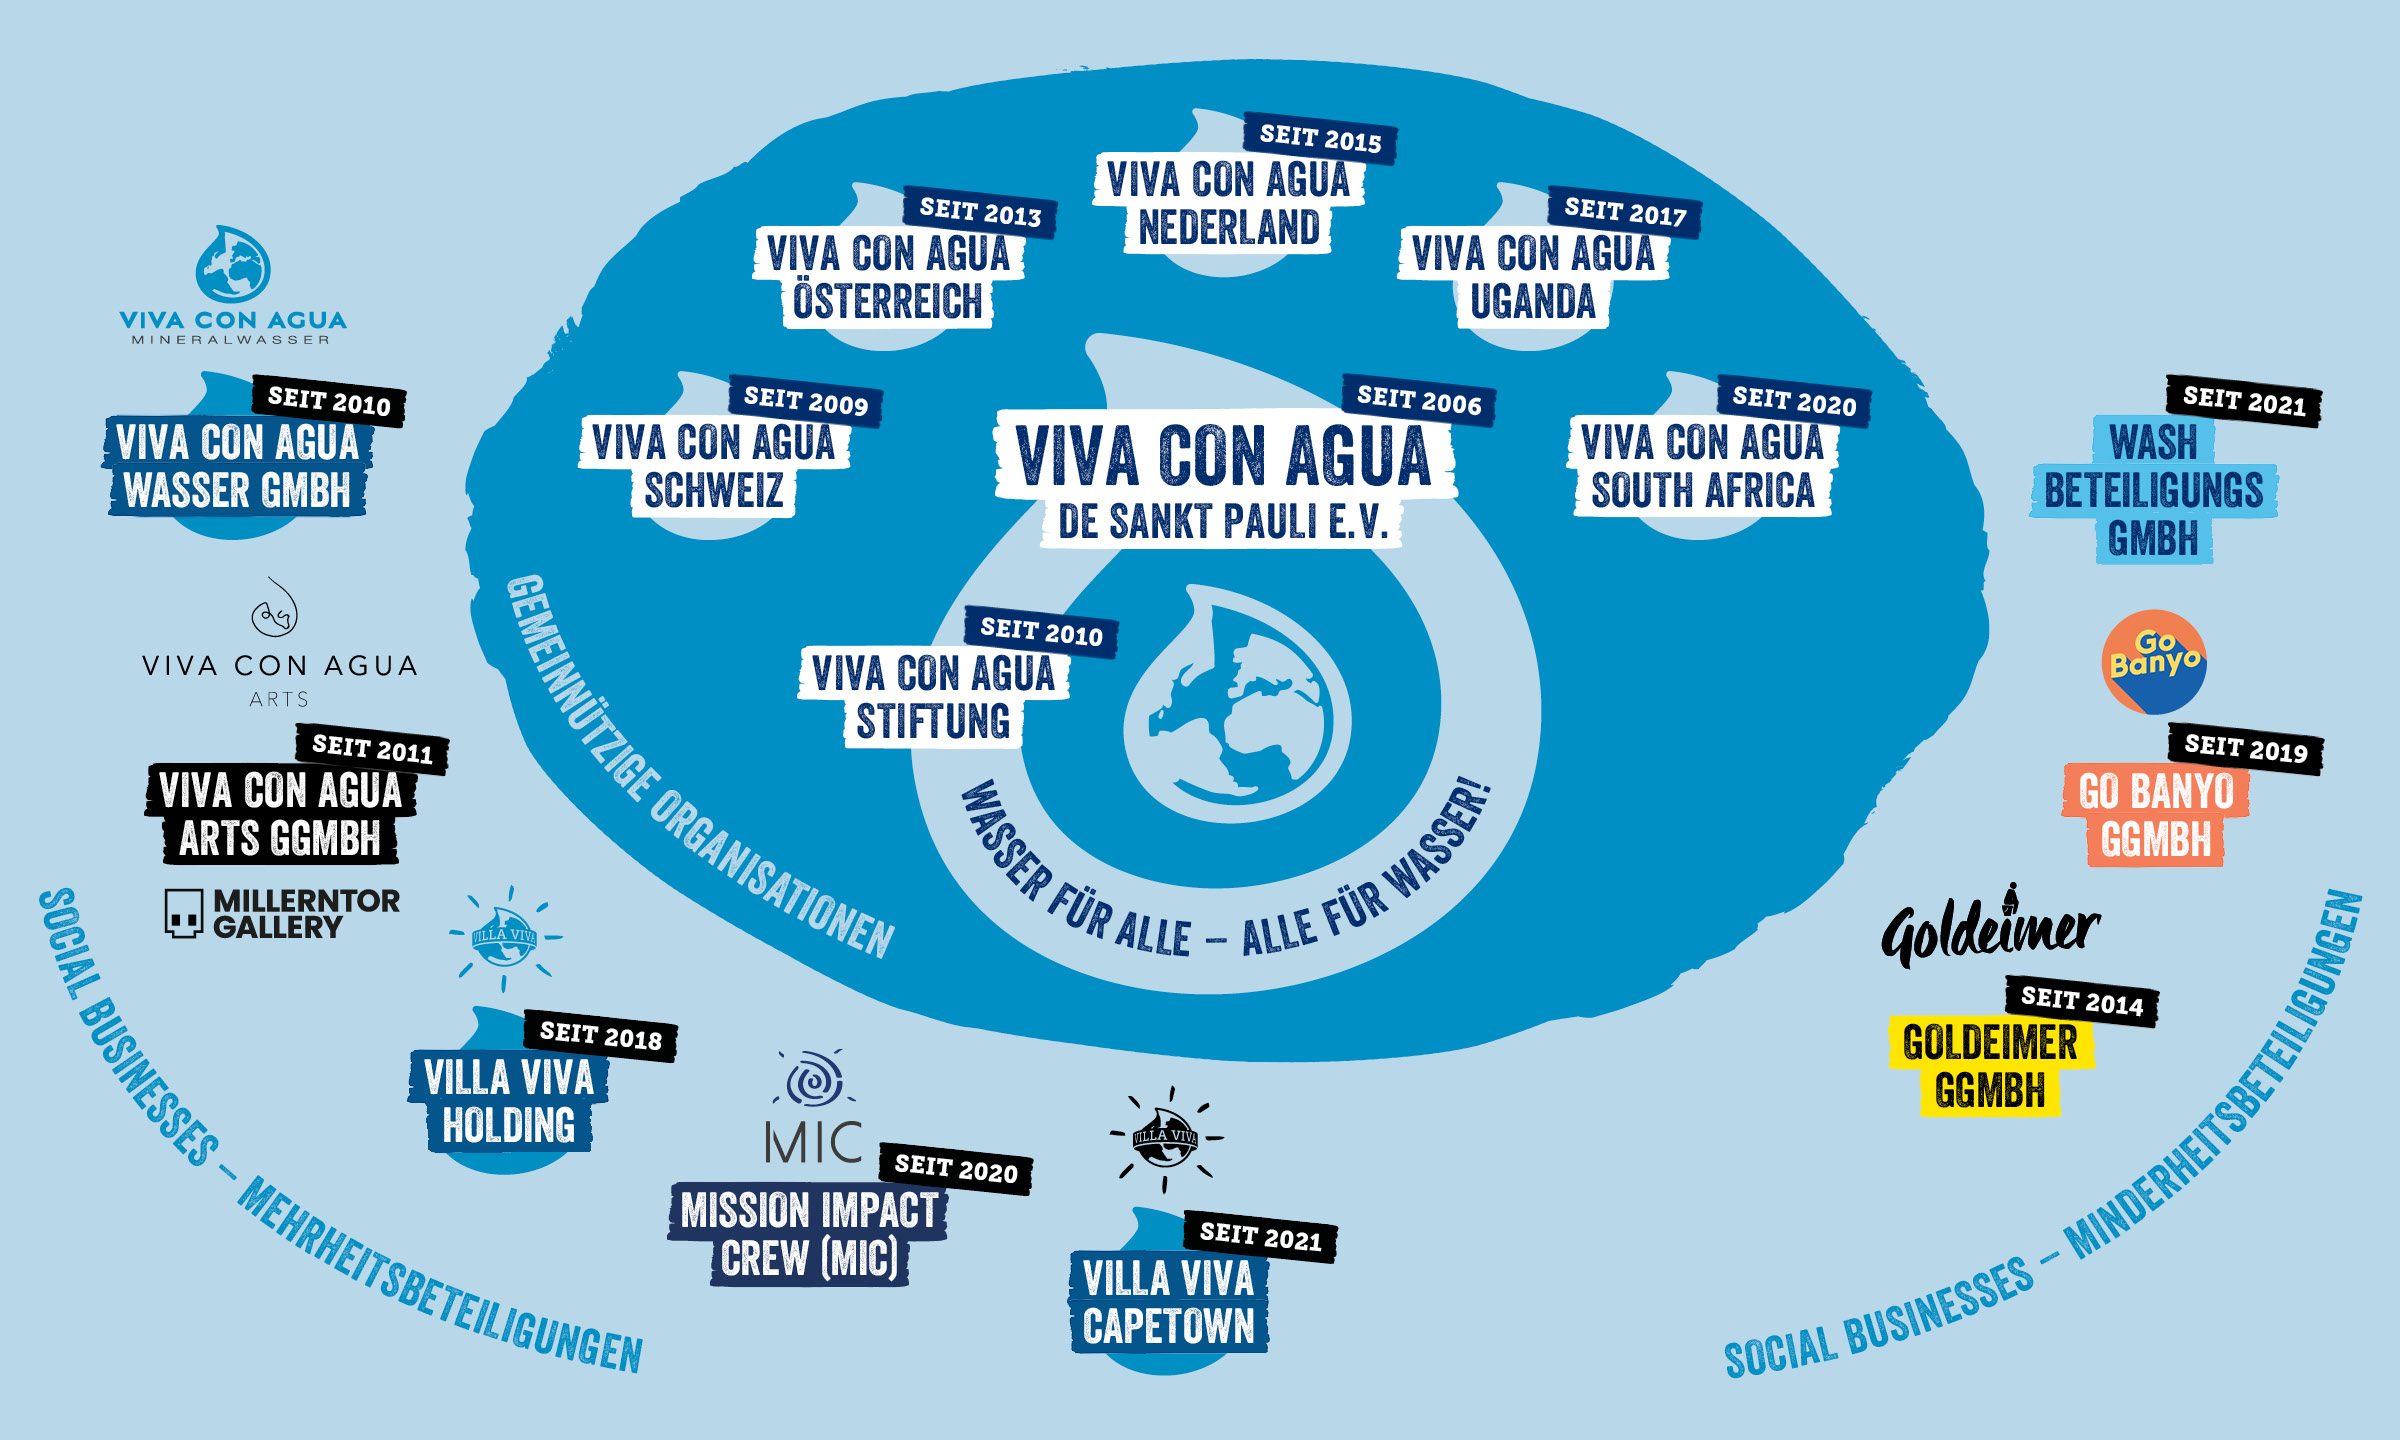 SEIT 2015
VIVA CON AGUA
NEDERLAND
SEIT 2013
VIVA CON AGUA
ÖSTERREICH
SEIT 2017
VIVA CON AGUA
UGANDA
SEIT 2009
VIVA CON AGUA
SCHWEIZ
SEIT 2006
VIVA CON AGUA
DE SANKT PAULI E.V.
SEIT 2020
VIVA CON AGUA
SOUTH AFRICA
SEIT 2010
VIVA CON AGUA
STIFTUNG
WASSER FÜR ALLE – ALLE FÜR WASSER!
GEMEINNÜTZIGE ORGANISATIONEN
VIVA CON AGUA
MINERALWASSER
SEIT 2010
VIVA CON AGUA
WASSER GMBH
VIVA CON AGUA
ARTS
SEIT 2011
VIVA CON AGUA
ARTS GGMBH
MILLERNTOR
GALLERY
VILLA VIVA
SEIT 2018
VILLA VIVA
HOLDING
MIC
SEIT 2020
MISSION IMPACT
CREW (MIC)
VILLA VIVA
SEIT 2021
VILLA VIVA
CAPETOWN
SOCIAL BUSINESSES – MEHRHEITSBETEILIGUNGEN
SEIT 2021
WASH
BETEILIGUNGS
GMBH
Go
Banyo
SEIT 2019
GO BANYO
GGMBH
Goldeimer
SEIT 2014
GOLDEIMER
GGMBH
SOCIAL BUSINESSES – MINDERHEITSBETEILIGUNGEN